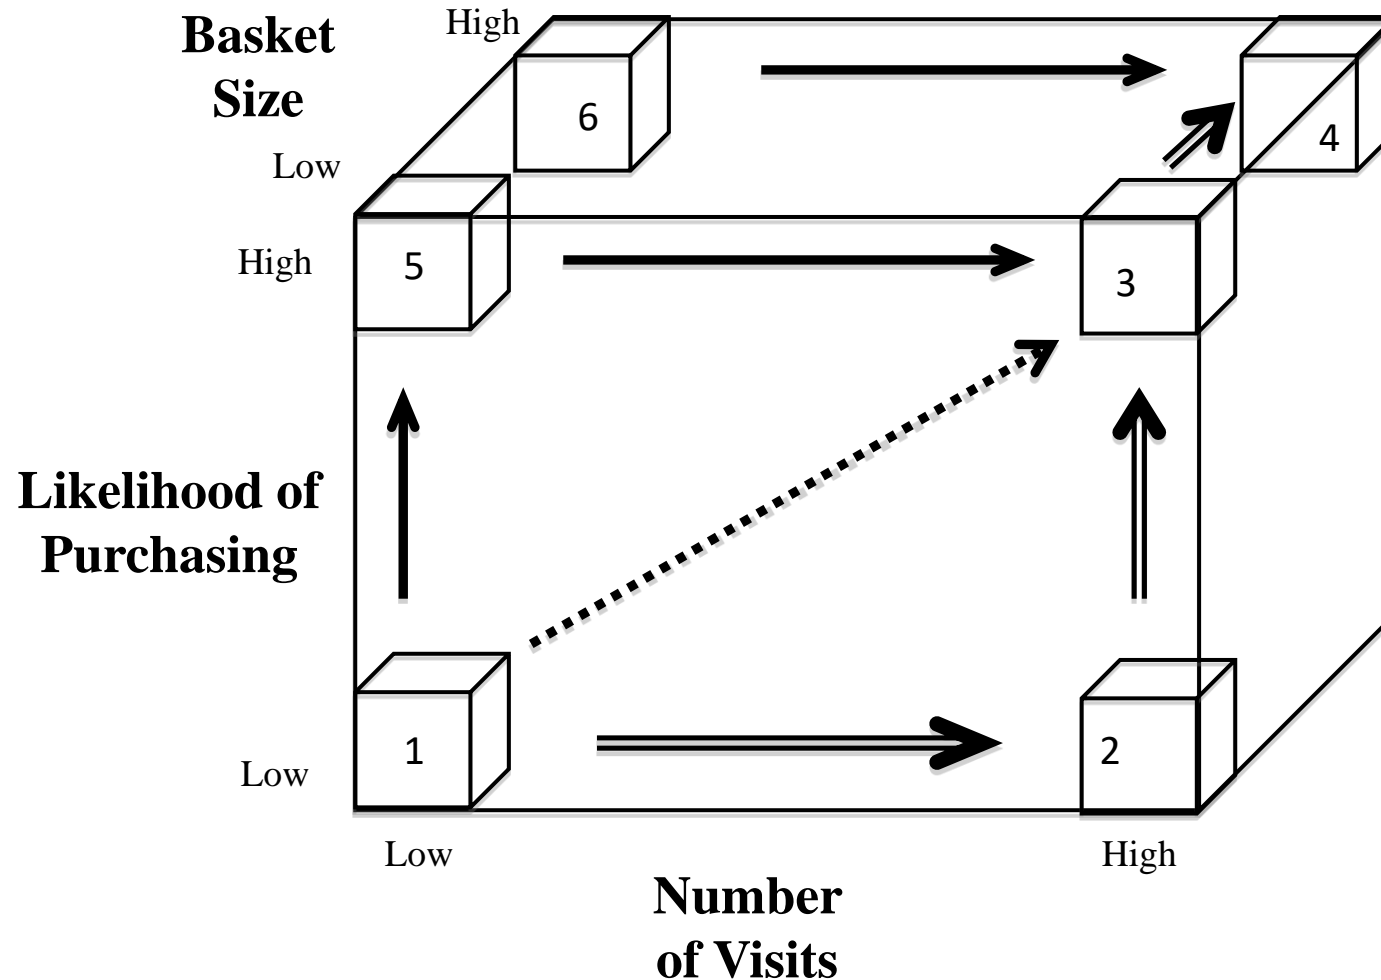 Basket
Size
High
6
4
Low
High
5
3
Likelihood of
Purchasing
1
2
Low
Low
High
Number
of Visits